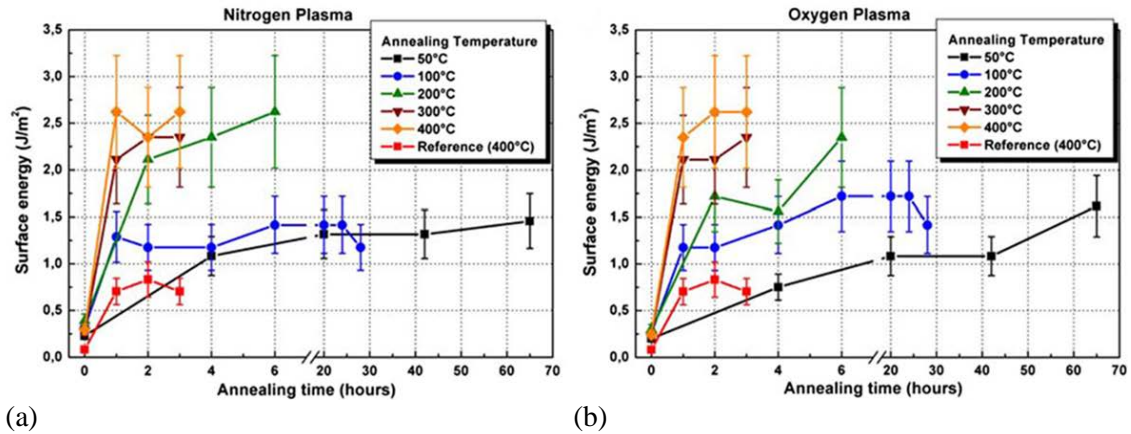 Nitrogen Plasma
3,5
3,0
2,5
2,0
1,5
1,0
0,5
0,0
Surface energy (J/m²)
Annealing Temperature
50°C
100°C
200°C
300°C
400°C
Reference (400°C)
0 2 4 6 20 30 40 50 60 70
Annealing time (hours)
(a)
Oxygen Plasma
3,5
3,0
2,5
2,0
1,5
1,0
0,5
0,0
Surface energy (J/m²)
Annealing Temperature
50°C
100°C
200°C
300°C
400°C
Reference (400°C)
0 2 4 6 20 30 40 50 60 70
Annealing time (hours)
(b)